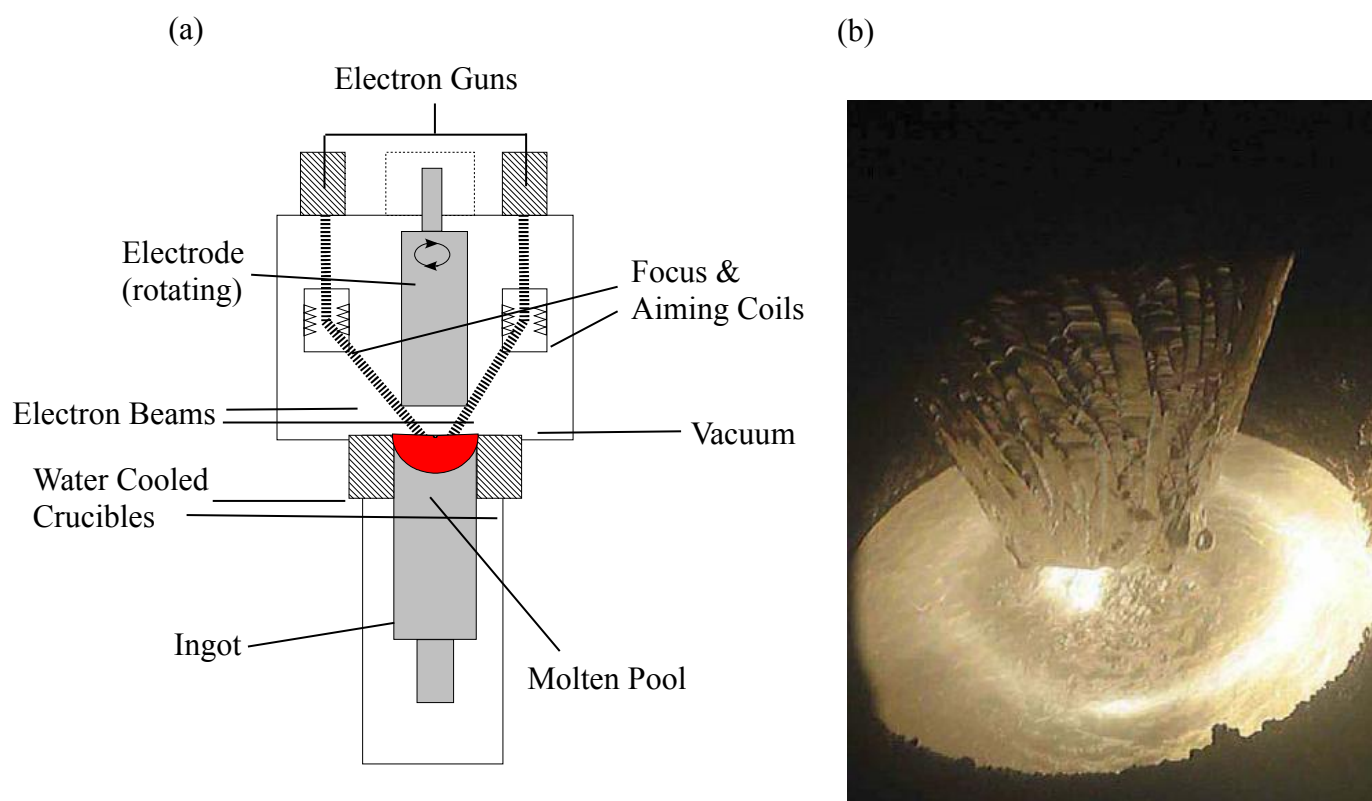 (a)
(b)
Electron Guns
Electrode
(rotating)
Focus &
Aiming Coils
Electron Beams
Vacuum
Water Cooled
Crucibles
Ingot
Molten Pool